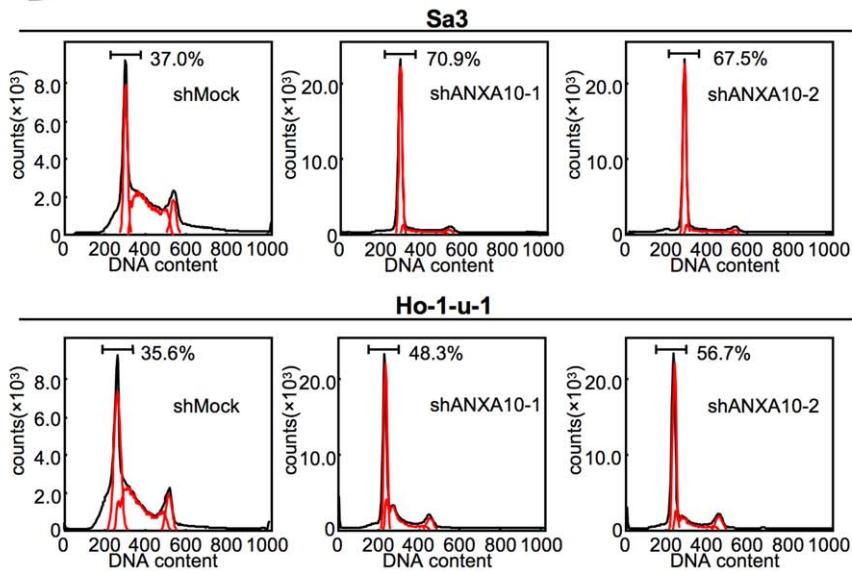 Sa3
counts(×10³)
8.0
6.0
4.0
2.0
0
37.0%
shMock
0 200 400 600 800 1000
DNA content
counts(×10³)
20.0
10.0
0.0
70.9%
shANXA10-1
0 200 400 600 800 1000
DNA content
counts(×10³)
20.0
10.0
0.0
67.5%
shANXA10-2
0 200 400 600 800 1000
DNA content
Ho-1-u-1
counts(×10³)
8.0
6.0
4.0
2.0
0
35.6%
shMock
0 200 400 600 800 1000
DNA content
counts(×10³)
20.0
10.0
0
48.3%
shANXA10-1
0 200 400 600 800 1000
DNA content
counts(×10³)
20.0
10.0
0
56.7%
shANXA10-2
0 200 400 600 800 1000
DNA content